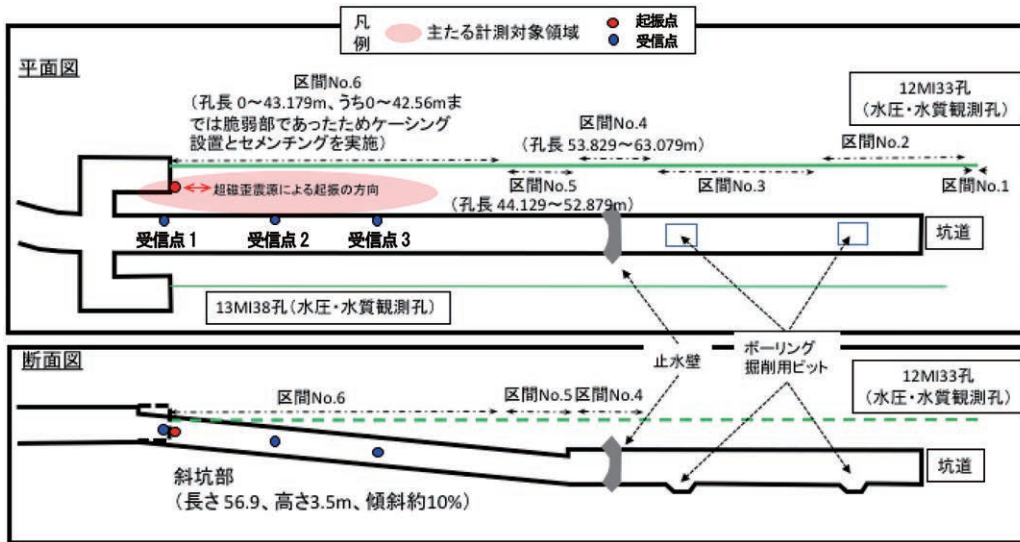 凡例
主たる計測対象領域
起振点
受信点
平面図
区間No.6
(孔長 0～43.179m、うち0～42.56mま
では脆弱部であったためケーシング
設置とセメンチングを実施)
12MI33孔
(水圧・水質観測孔)
区間No.4
(孔長 53.829～63.079m)
区間No.2
超磁歪震源による起振の方向
区間No.5
(孔長 44.129～52.879m)
区間No.3
区間No.1
受信点1
受信点2
受信点3
坑道
13MI38孔(水圧・水質観測孔)
断面図
止水壁
ボーリング
掘削用ピット
12MI33孔
(水圧・水質観測孔)
区間No.6
区間No.5
区間No.4
斜坑部
(長さ56.9、高さ3.5m、傾斜約10%)
坑道